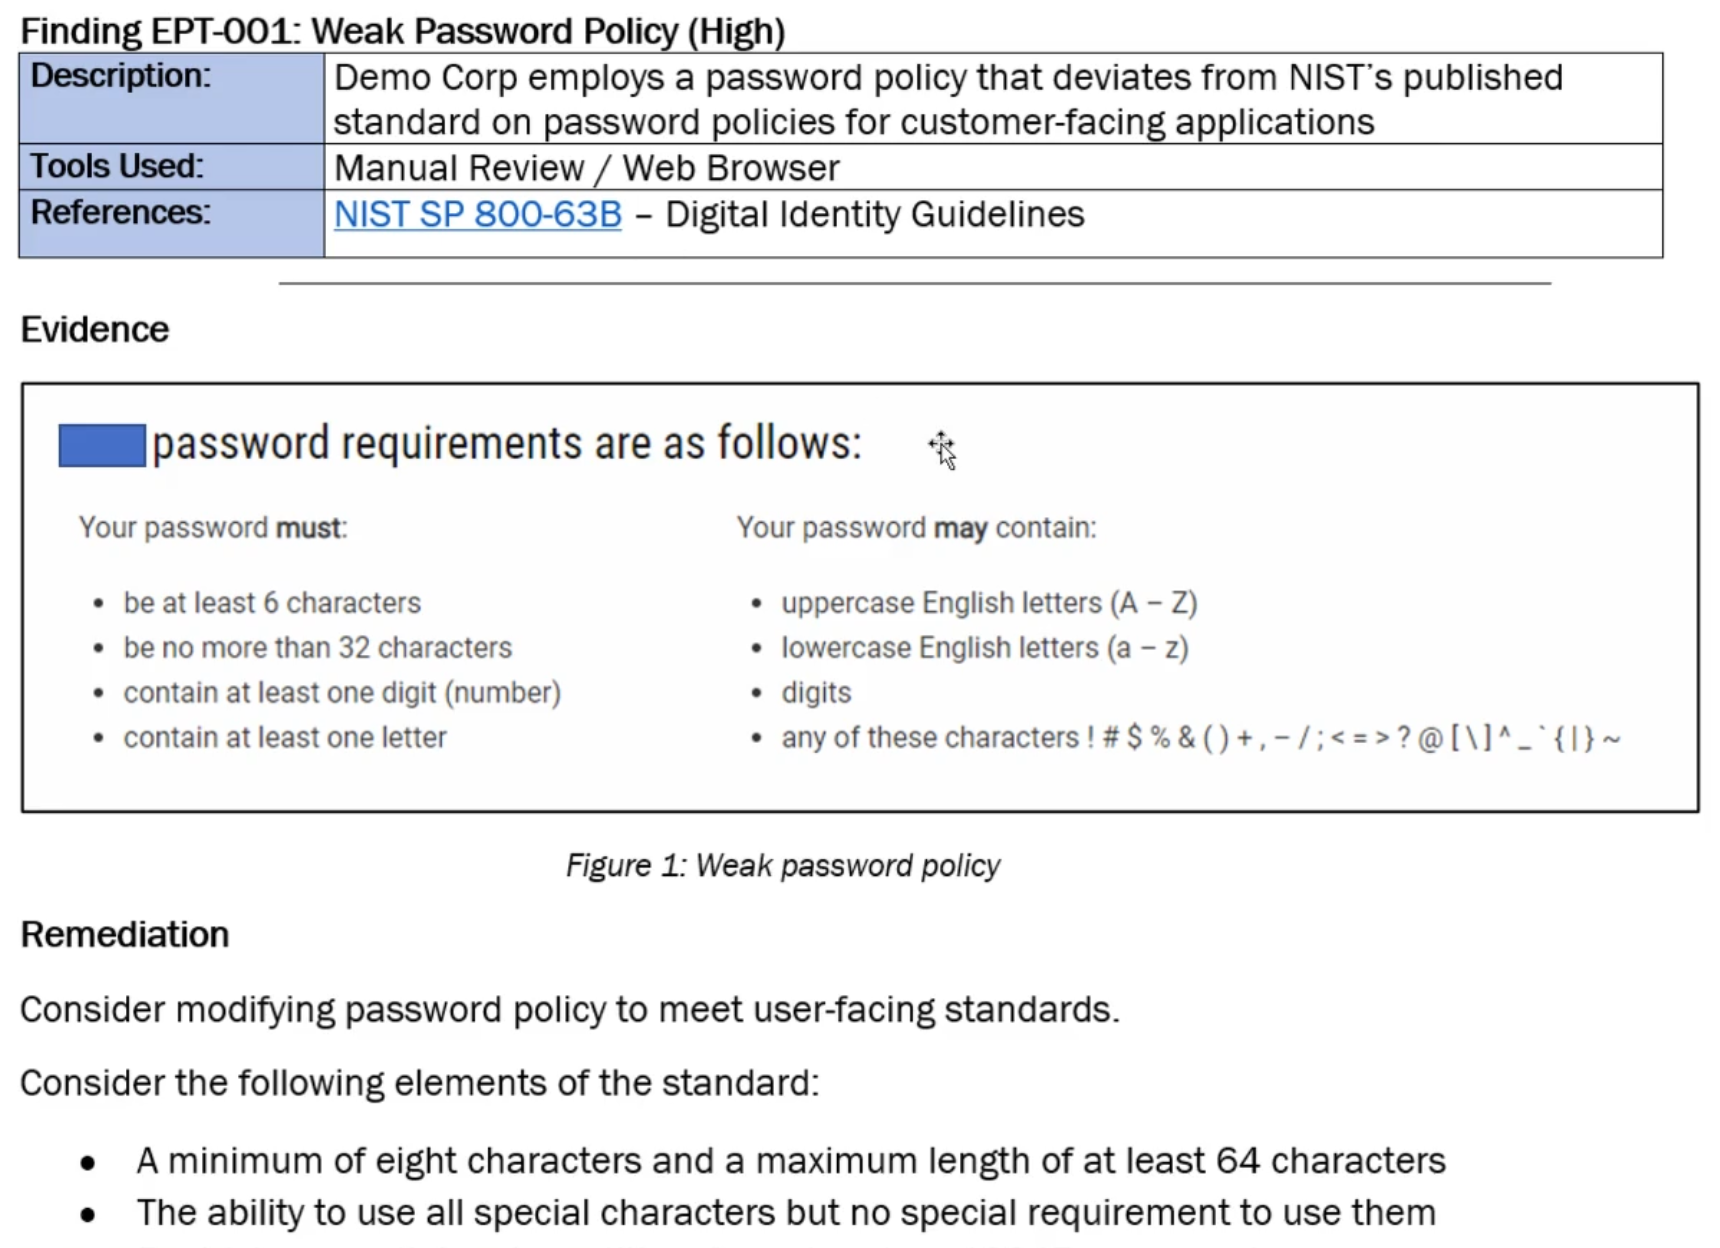 Finding EPT-001: Weak Password Policy (High)
Description:
Demo Corp employs a password policy that deviates from NIST's published
standard on password policies for customer-facing applications
Tools Used:
Manual Review / Web Browser
References:
NIST SP 800-63B – Digital Identity Guidelines
Evidence
password requirements are as follows:
Your password must:
• be at least 6 characters
• be no more than 32 characters
• contain at least one digit (number)
• contain at least one letter
Your password may contain:
• uppercase English letters (A – Z)
• lowercase English letters (a – z)
• digits
• any of these characters ! # $ % & ( ) + , – / ; < = > ? @ [ \ ] ^ _ ` { | } ~
Figure 1: Weak password policy
Remediation
Consider modifying password policy to meet user-facing standards.
Consider the following elements of the standard:
• A minimum of eight characters and a maximum length of at least 64 characters
• The ability to use all special characters but no special requirement to use them